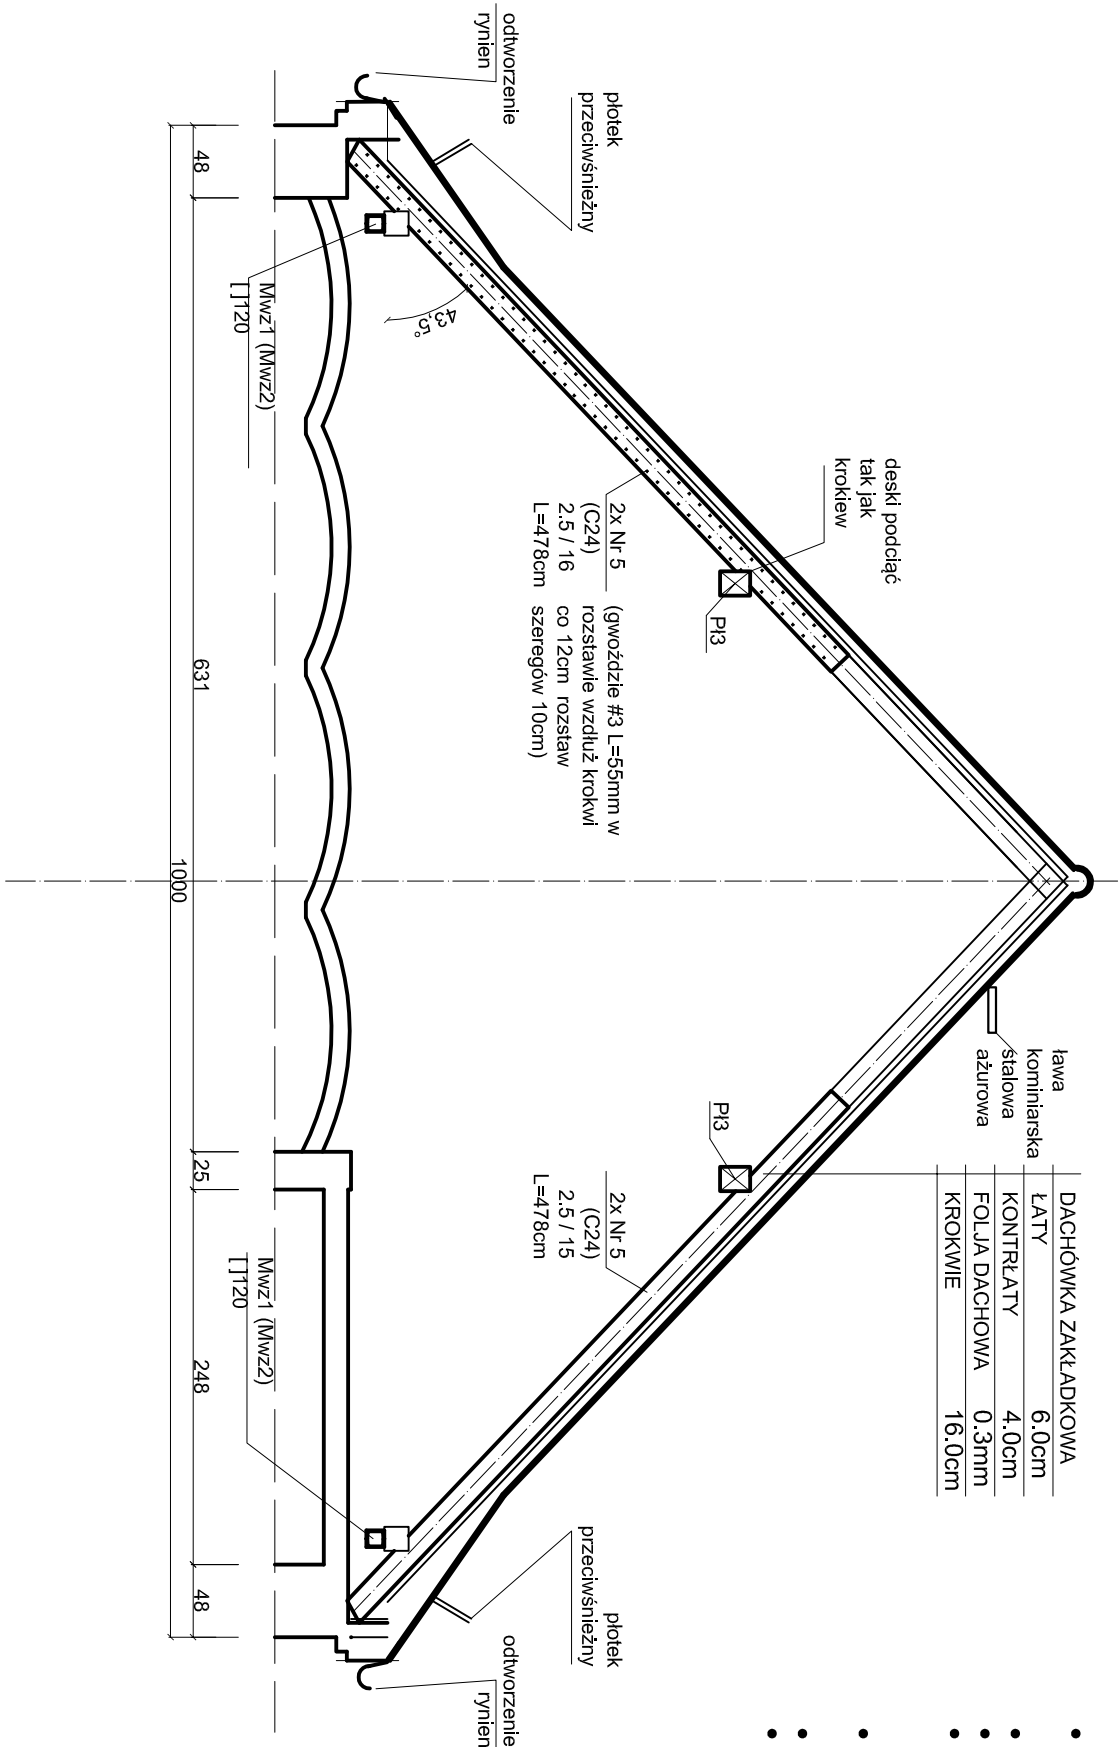 odtworzenie
rynien
płotek
przeciwśnieżny
deski podciąć
tak jak
krokiew
ława
kominiarska
stalowa
ażurowa
DACHÓWKA ZAKŁADKOWA
ŁATY 6.0cm
KONTRŁATY 4.0cm
FOLJA DACHOWA 0.3mm
KROKWIE 16.0cm
Pł3
Pł3
43,5°
2x Nr 5
(C24)
2.5 / 16
L=478cm
(gwoździe #3 L=55mm w
rozstawie wzdłuż krokwi
co 12cm rozstaw
szeregów 10cm)
2x Nr 5
(C24)
2.5 / 15
L=478cm
płotek
przeciwśnieżny
odtworzenie
rynien
Mwz1 (Mwz2)
[ ]120
Mwz1 (Mwz2)
[ ]120
48
631
25
248
48
1000